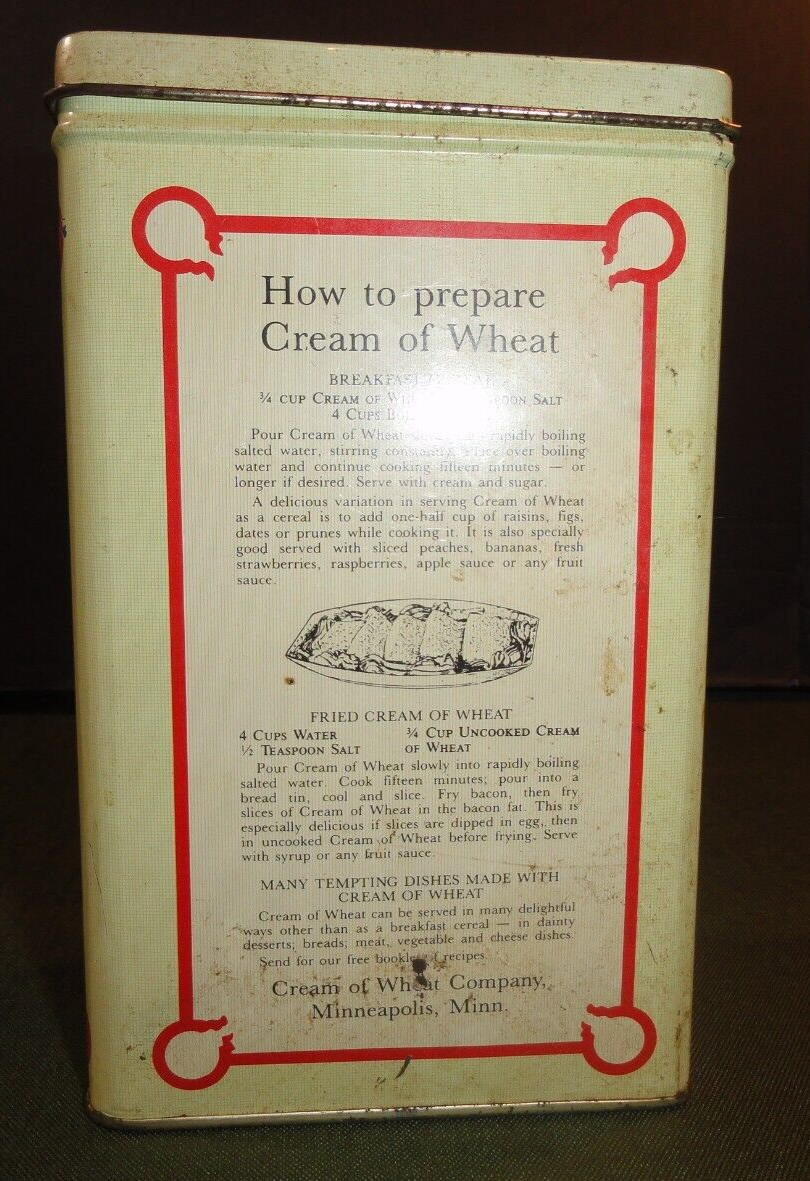 How to prepare
Cream of Wheat
BREAKFAST
¾ CUP CREAM OF SALT
4 CUPS
Pour Cream of Wheat rapidly boiling
salted water, stirring over boiling
water and continue cooking fifteen minutes — or
longer if desired. Serve with cream and sugar.
A delicious variation in serving Cream of Wheat
as a cereal is to add one-half cup of raisins, figs,
dates or prunes while cooking it. It is also specially
good served with sliced peaches, bananas, fresh
strawberries, raspberries, apple sauce or any fruit
sauce.
FRIED CREAM OF WHEAT
4 CUPS WATER ¾ CUP UNCOOKED CREAM
½ TEASPOON SALT OF WHEAT
Pour Cream of Wheat slowly into rapidly boiling
salted water. Cook fifteen minutes; pour into a
bread tin, cool and slice. Fry bacon, then fry
slices of Cream of Wheat in the bacon fat. This is
especially delicious if slices are dipped in egg, then
in uncooked Cream of Wheat before frying. Serve
with syrup or any fruit sauce.
MANY TEMPTING DISHES MADE WITH
CREAM OF WHEAT
Cream of Wheat can be served in many delightful
ways other than as a breakfast cereal — in dainty
desserts; breads; meat, vegetable and cheese dishes.
Send for our free booklet of recipes.
Cream of Wheat Company,
Minneapolis, Minn.